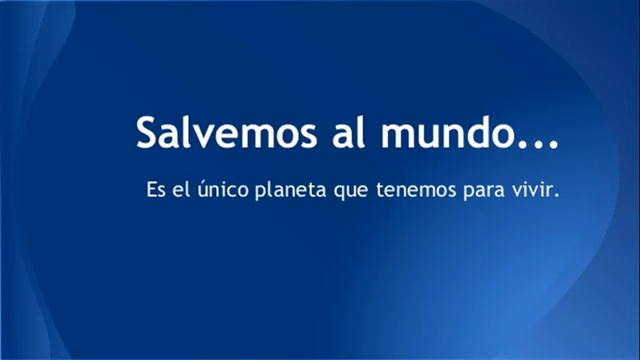 Salvemos al mundo...
Es el único planeta que tenemos para vivir.